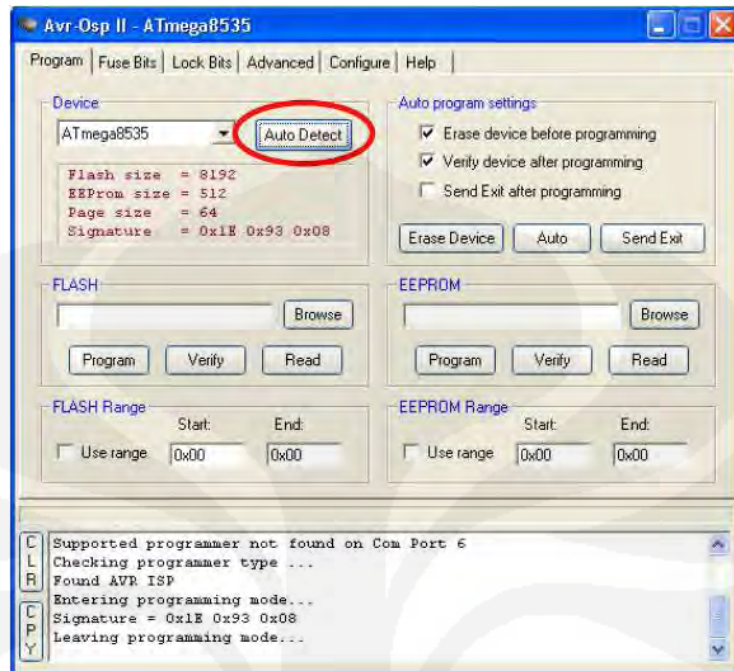 Avr-Osp II - ATmega8535
Program Fuse Bits Lock Bits Advanced Configure Help
Device
ATmega8535 Auto Detect
Flash size = 8192
EEProm size = 512
Page size = 64
Signature = 0x1E 0x93 0x08
Auto program settings
Erase device before programming
Verify device after programming
Send Exit after programming
Erase Device Auto Send Exit
FLASH
Browse
Program Verify Read
EEPROM
Browse
Program Verify Read
FLASH Range
Start: End:
Use range 0x00 0x00
EEPROM Range
Start: End:
Use range 0x00 0x00
CLR
CPY
Supported programmer not found on Com Port 6
Checking programmer type ...
Found AVR ISP
Entering programming mode...
Signature = 0x1E 0x93 0x08
Leaving programming mode...